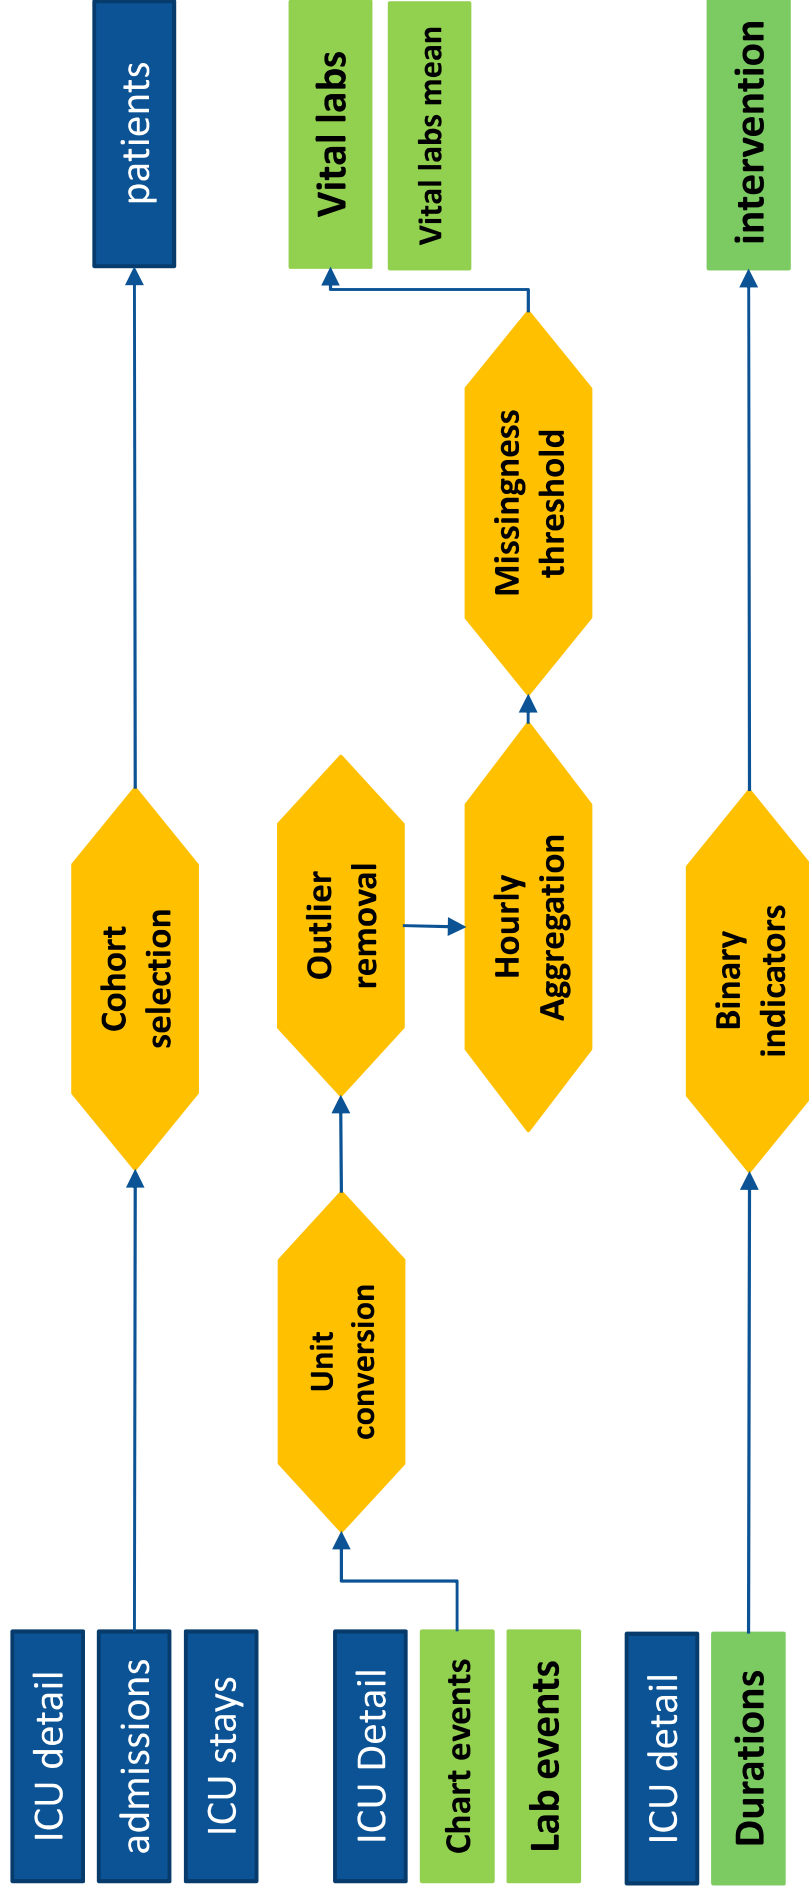 ICU detail
admissions
ICU stays
Cohort
selection
patients
ICU Detail
Chart events
Lab events
Unit
conversion
Outlier
removal
Hourly
Aggregation
Missingness
threshold
Vital labs
Vital labs mean
ICU detail
Durations
Binary
indicators
intervention